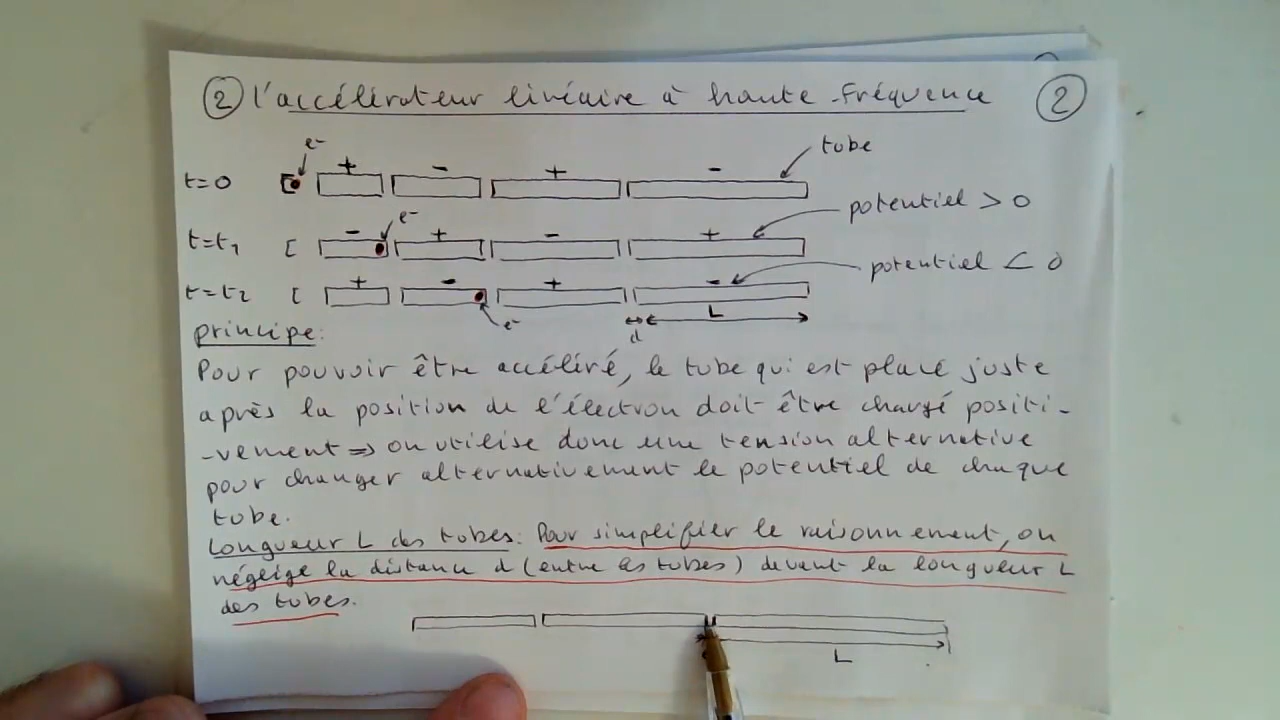 ② l'accélérateur linéaire à haute-Fréquence ②
e-
+ - + - tube
t=0
e-
- + - + potentiel > 0
t=t1
+ - + - potentiel < 0
t=t2
e- d L
principe:
Pour pouvoir être accéléré, le tube qui est placé juste
après la position de l'électron doit être chargé positi-
-vement => on utilise donc une tension alternative
pour changer alternativement le potentiel de chaque
tube.
Longueur L des tubes: Pour simplifier le raisonnement, on
néglige la distance d (entre les tubes) devant la longueur L
des tubes.
L